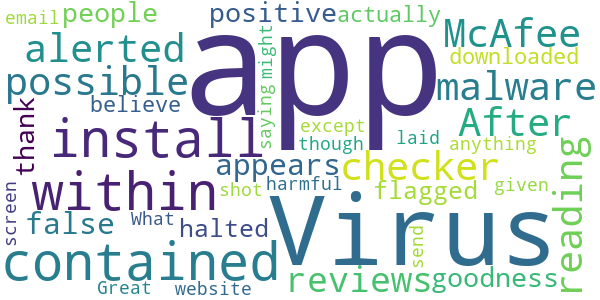 email people positive actually
alerted app McAfee
saying might downloaded
possible malware
believe
thank install After
except
though laid anything
reading
within appears checker
screen shot harmful flagged given
false What halted Virus send
contained reviews goodness
Great website